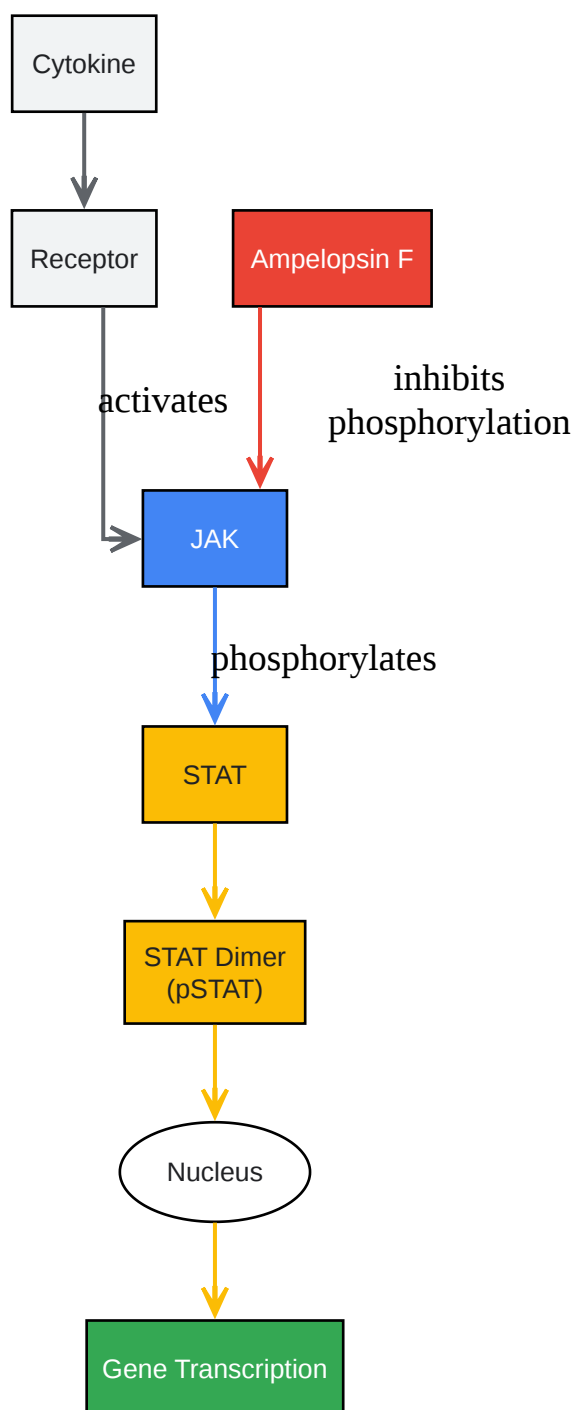 Cytokine
Receptor
Ampelopsin F
activates
inhibits
phosphorylation
JAK
phosphorylates
STAT
STAT Dimer
(pSTAT)
Nucleus
Gene Transcription